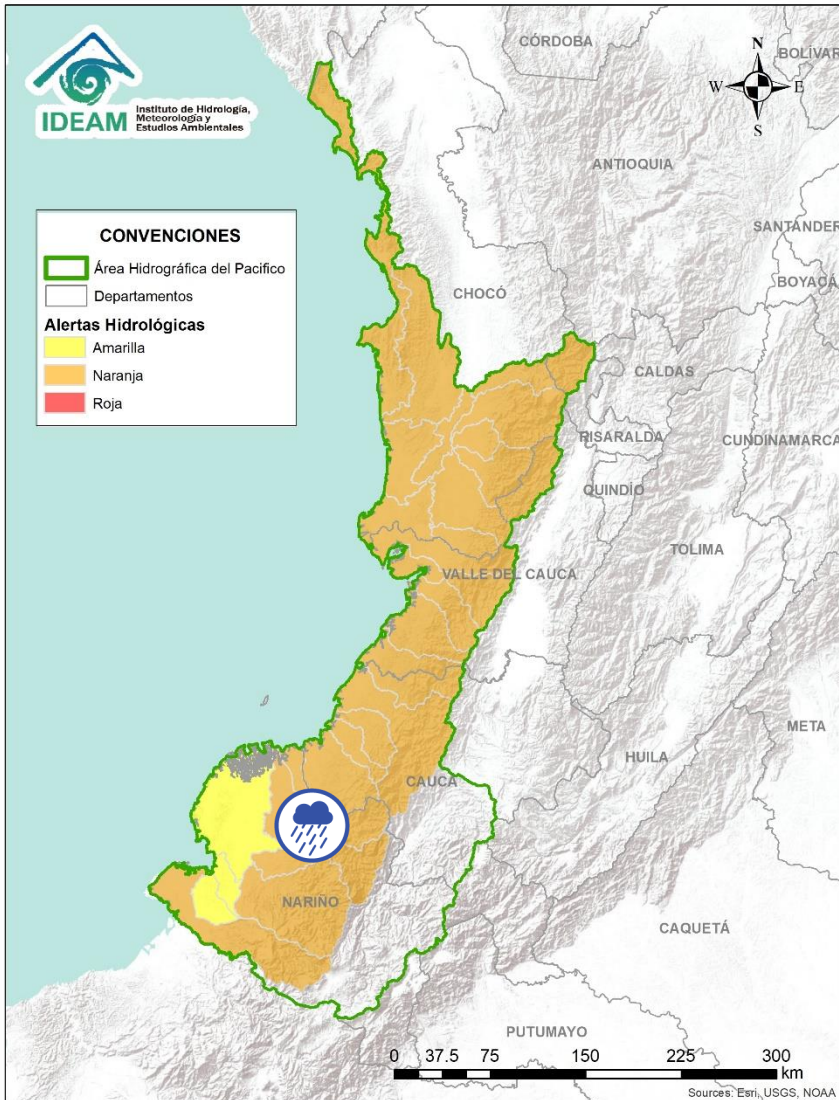 IDEAM
Instituto de Hidrología,
Meteorología y
Estudios Ambientales
CÓRDOBA
BOLÍVAR
N
W
E
S
ANTIOQUIA
SANTANDER
BOYACÁ
CONVENCIONES
Área Hidrográfica del Pacifico
Departamentos
Alertas Hidrológicas
Amarilla
Naranja
Roja
CHOCÓ
CALDAS
RISARALDA
CUNDINAMARCA
QUINDÍO
TOLIMA
VALLE DEL CAUCA
META
HUILA
CAUCA
NARIÑO
CAQUETÁ
PUTUMAYO
0 37.5 75 150 225 300
km
Sources: Esri, USGS, NOAA